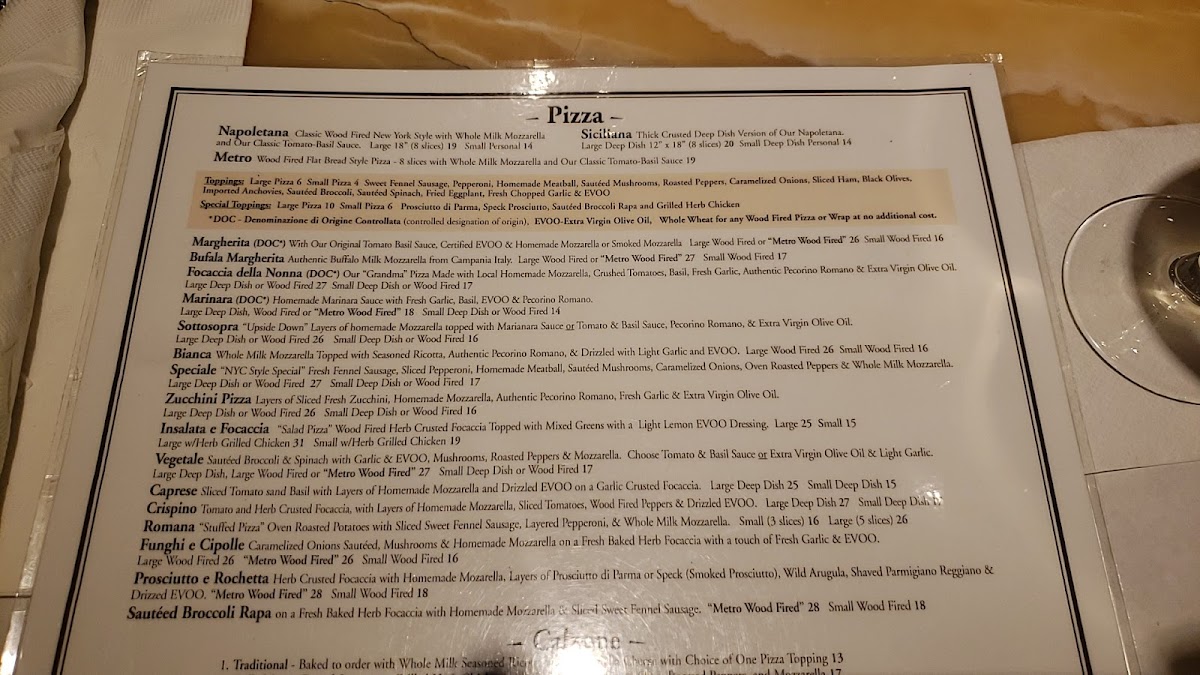 – Pizza –
Napoletana Classic Wood Fired New York Style with Whole Milk Mozzarella
and Our Classic Tomato-Basil Sauce. Large 18" (8 slices) 19 Small Personal 14
Siciliana Thick Crusted Deep Dish Version of Our Napoletana.
Large Deep Dish 12" x 18" (8 slices) 20 Small Deep Dish Personal 14
Metro Wood Fired Flat Bread Style Pizza - 8 slices with Whole Milk Mozzarella and Our Classic Tomato-Basil Sauce 19
Toppings: Large Pizza 6 Small Pizza 4 Sweet Fennel Sausage, Pepperoni, Homemade Meatball, Sautéed Mushrooms, Roasted Peppers, Caramelized Onions, Sliced Ham, Black Olives,
Imported Anchovies, Sautéed Broccoli, Sautéed Spinach, Fried Eggplant, Fresh Chopped Garlic & EVOO
Special Toppings: Large Pizza 10 Small Pizza 6 Prosciutto di Parma, Speck Prosciutto, Sautéed Broccoli Rapa and Grilled Herb Chicken
*DOC - Denominazione di Origine Controllata (controlled designation of origin), EVOO-Extra Virgin Olive Oil, Whole Wheat for any Wood Fired Pizza or Wrap at no additional cost.
Margherita (DOC*) With Our Original Tomato Basil Sauce, Certified EVOO & Homemade Mozzarella or Smoked Mozzarella Large Wood Fired or "Metro Wood Fired" 26 Small Wood Fired 16
Bufala Margherita Authentic Buffalo Milk Mozzarella from Campania Italy. Large Wood Fired or "Metro Wood Fired" 27 Small Wood Fired 17
Focaccia della Nonna (DOC*) Our "Grandma" Pizza Made with Local Homemade Mozzarella, Crushed Tomatoes, Basil, Fresh Garlic, Authentic Pecorino Romano & Extra Virgin Olive Oil.
Large Deep Dish or Wood Fired 27 Small Deep Dish or Wood Fired 17
Marinara (DOC*) Homemade Marinara Sauce with Fresh Garlic, Basil, EVOO & Pecorino Romano.
Large Deep Dish, Wood Fired or "Metro Wood Fired" 18 Small Deep Dish or Wood Fired 14
Sottosopra "Upside Down" Layers of homemade Mozzarella topped with Marianara Sauce or Tomato & Basil Sauce, Pecorino Romano, & Extra Virgin Olive Oil.
Large Deep Dish or Wood Fired 26 Small Deep Dish or Wood Fired 16
Bianca Whole Milk Mozzarella Topped with Seasoned Ricotta, Authentic Pecorino Romano, & Drizzled with Light Garlic and EVOO. Large Wood Fired 26 Small Wood Fired 16
Speciale "NYC Style Special" Fresh Fennel Sausage, Sliced Pepperoni, Homemade Meatball, Sautéed Mushrooms, Caramelized Onions, Oven Roasted Peppers & Whole Milk Mozzarella.
Large Deep Dish or Wood Fired 27 Small Deep Dish or Wood Fired 17
Zucchini Pizza Layers of Sliced Fresh Zucchini, Homemade Mozzarella, Authentic Pecorino Romano, Fresh Garlic & Extra Virgin Olive Oil.
Large Deep Dish or Wood Fired 26 Small Deep Dish or Wood Fired 16
Insalata e Focaccia "Salad Pizza" Wood Fired Herb Crusted Focaccia Topped with Mixed Greens with a Light Lemon EVOO Dressing. Large 25 Small 15
Large w/Herb Grilled Chicken 31 Small w/Herb Grilled Chicken 19
Vegetale Sautéed Broccoli & Spinach with Garlic & EVOO, Mushrooms, Roasted Peppers & Mozzarella. Choose Tomato & Basil Sauce or Extra Virgin Olive Oil & Light Garlic.
Large Deep Dish, Large Wood Fired or "Metro Wood Fired" 27 Small Deep Dish or Wood Fired 17
Caprese Sliced Tomato sand Basil with Layers of Homemade Mozzarella and Drizzled EVOO on a Garlic Crusted Focaccia. Large Deep Dish 25 Small Deep Dish 15
Crispino Tomato and Herb Crusted Focaccia, with Layers of Homemade Mozzarella, Sliced Tomatoes, Wood Fired Peppers & Drizzled EVOO. Large Deep Dish 27 Small Deep Dish
Romana "Stuffed Pizza" Oven Roasted Potatoes with Sliced Sweet Fennel Sausage, Layered Pepperoni, & Whole Milk Mozzarella. Small (3 slices) 16 Large (5 slices) 26
Funghi e Cipolle Caramelized Onions Sautéed, Mushrooms & Homemade Mozzarella on a Fresh Baked Herb Focaccia with a touch of Fresh Garlic & EVOO.
Large Wood Fired 26 "Metro Wood Fired" 26 Small Wood Fired 16
Prosciutto e Rochetta Herb Crusted Focaccia with Homemade Mozarella, Layers of Prosciutto di Parma or Speck (Smoked Prosciutto), Wild Arugula, Shaved Parmigiano Reggiano &
Drizzed EVOO. "Metro Wood Fired" 28 Small Wood Fired 18
Sautéed Broccoli Rapa on a Fresh Baked Herb Focaccia with Homemade Mozzarella & Sliced Sweet Fennel Sausage. "Metro Wood Fired" 28 Small Wood Fired 18
– Calzone –
1. Traditional - Baked to order with Whole Milk Seasoned with Choice of One Pizza Topping 13
and Mozzarella 17